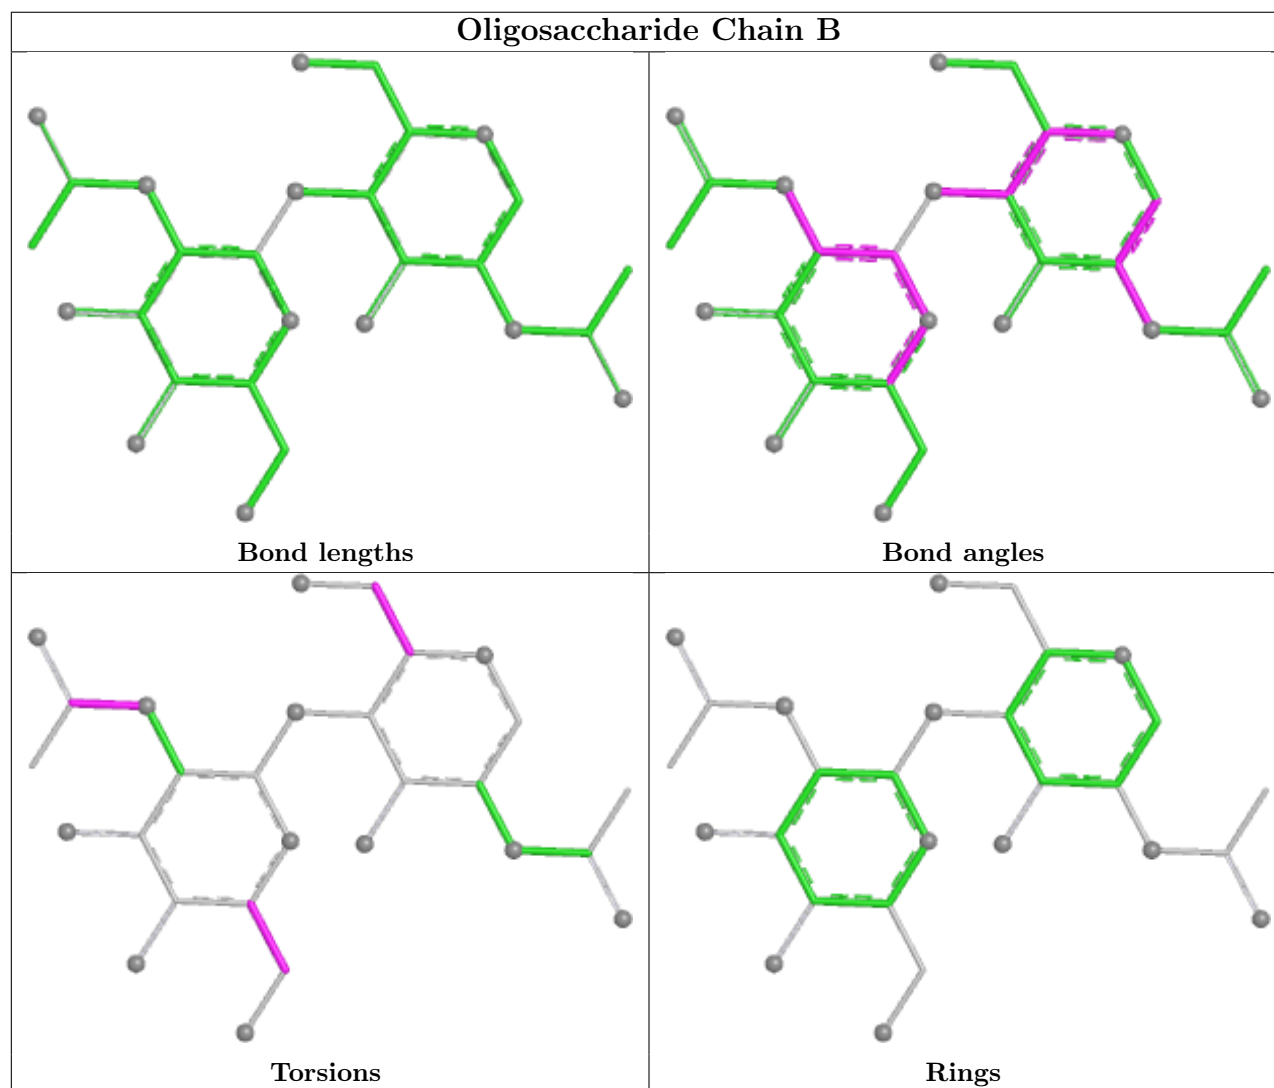 Oligosaccharide Chain B
Bond lengths
Bond angles
Torsions
Rings